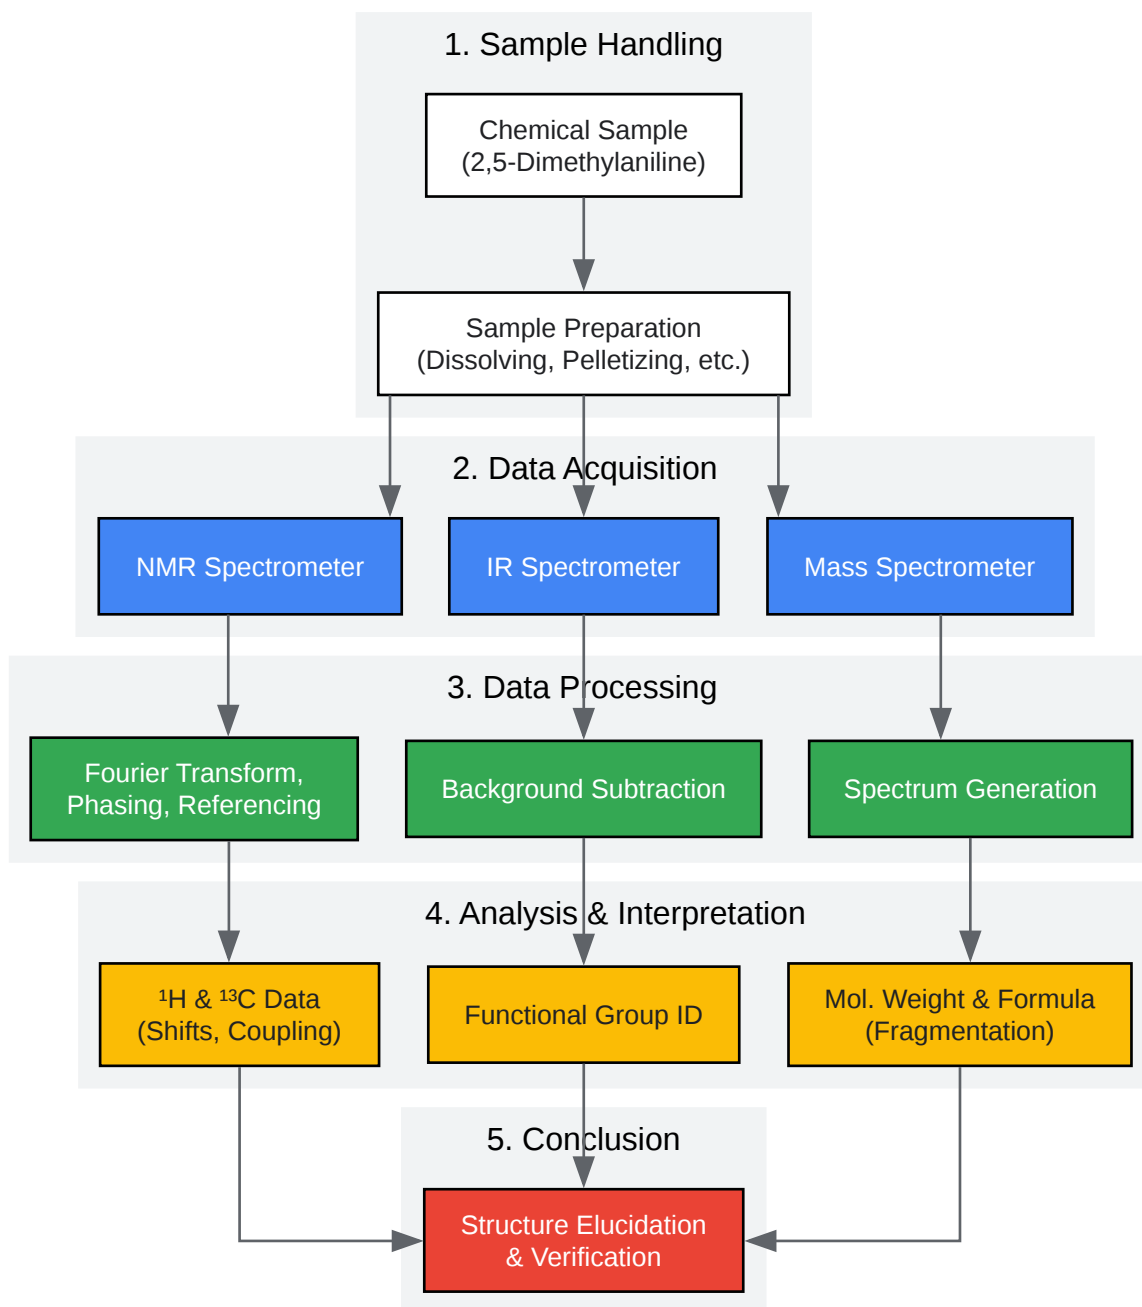 1. Sample Handling
Chemical Sample
(2,5-Dimethylaniline)
Sample Preparation
(Dissolving, Pelletizing, etc.)
2. Data Acquisition
NMR Spectrometer
IR Spectrometer
Mass Spectrometer
3. Data Processing
Fourier Transform,
Phasing, Referencing
Background Subtraction
Spectrum Generation
4. Analysis & Interpretation
¹H & ¹³C Data
(Shifts, Coupling)
Functional Group ID
Mol. Weight & Formula
(Fragmentation)
5. Conclusion
Structure Elucidation
& Verification